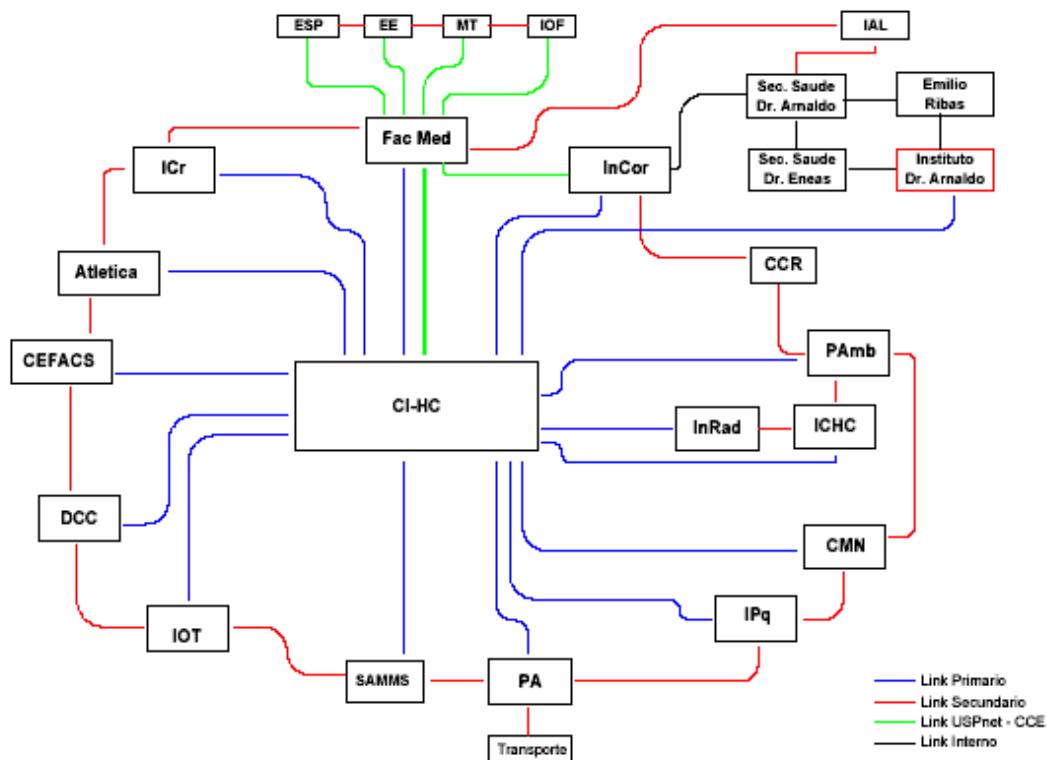 ESP
EE
MT
IOF
IAL
Sec. Saude
Dr. Arnaldo
Emilio
Ribas
Fac Med
ICr
InCor
Sec. Saude
Dr. Eneas
Instituto
Dr. Arnaldo
Atletica
CCR
CEFACS
PAmb
CI-HC
InRad
ICHC
DCC
CMN
IOT
IPq
SAMMS
PA
Transporte
Link Primario
Link Secundario
Link USPnet - CCE
Link Interno